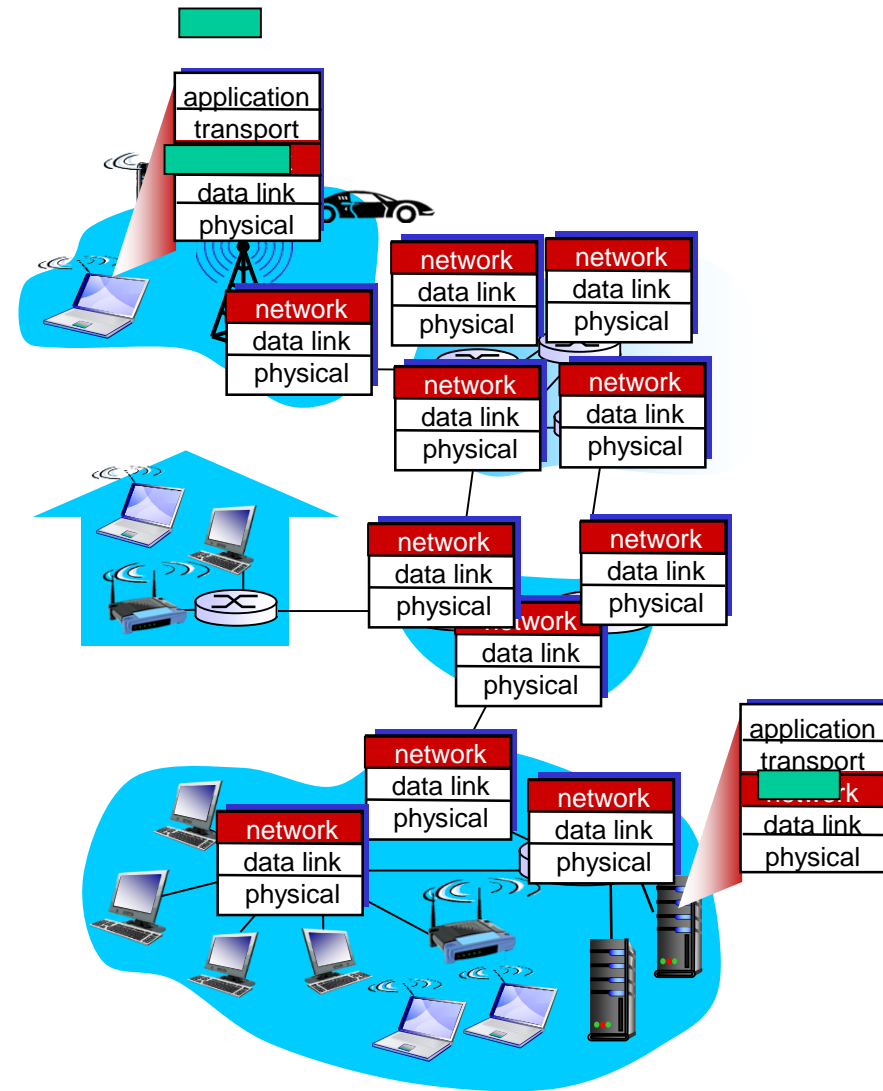 application
transport
data link
physical
network
data link
physical
network
data link
physical
network
data link
physical
network
data link
physical
network
data link
physical
network
data link
physical
network
data link
physical
network
data link
physical
application
transport
network
data link
physical
network
data link
physical
network
data link
physical
network
data link
physical